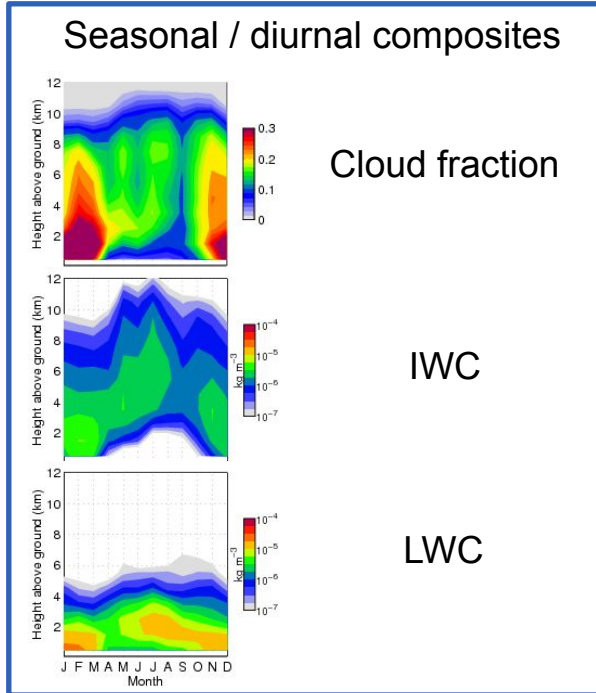 Seasonal / diurnal composites
12
10
8
6
4
2
Height above ground (km)
0.3
0.2
0.1
0
Cloud fraction
12
10
8
6
4
2
Height above ground (km)
10⁻⁴
10⁻⁵
10⁻⁶
10⁻⁷
kg m⁻³
IWC
12
10
8
6
4
2
Height above ground (km)
10⁻⁴
10⁻⁵
10⁻⁶
10⁻⁷
kg m⁻³
LWC
J F M A M J J A S O N D
Month